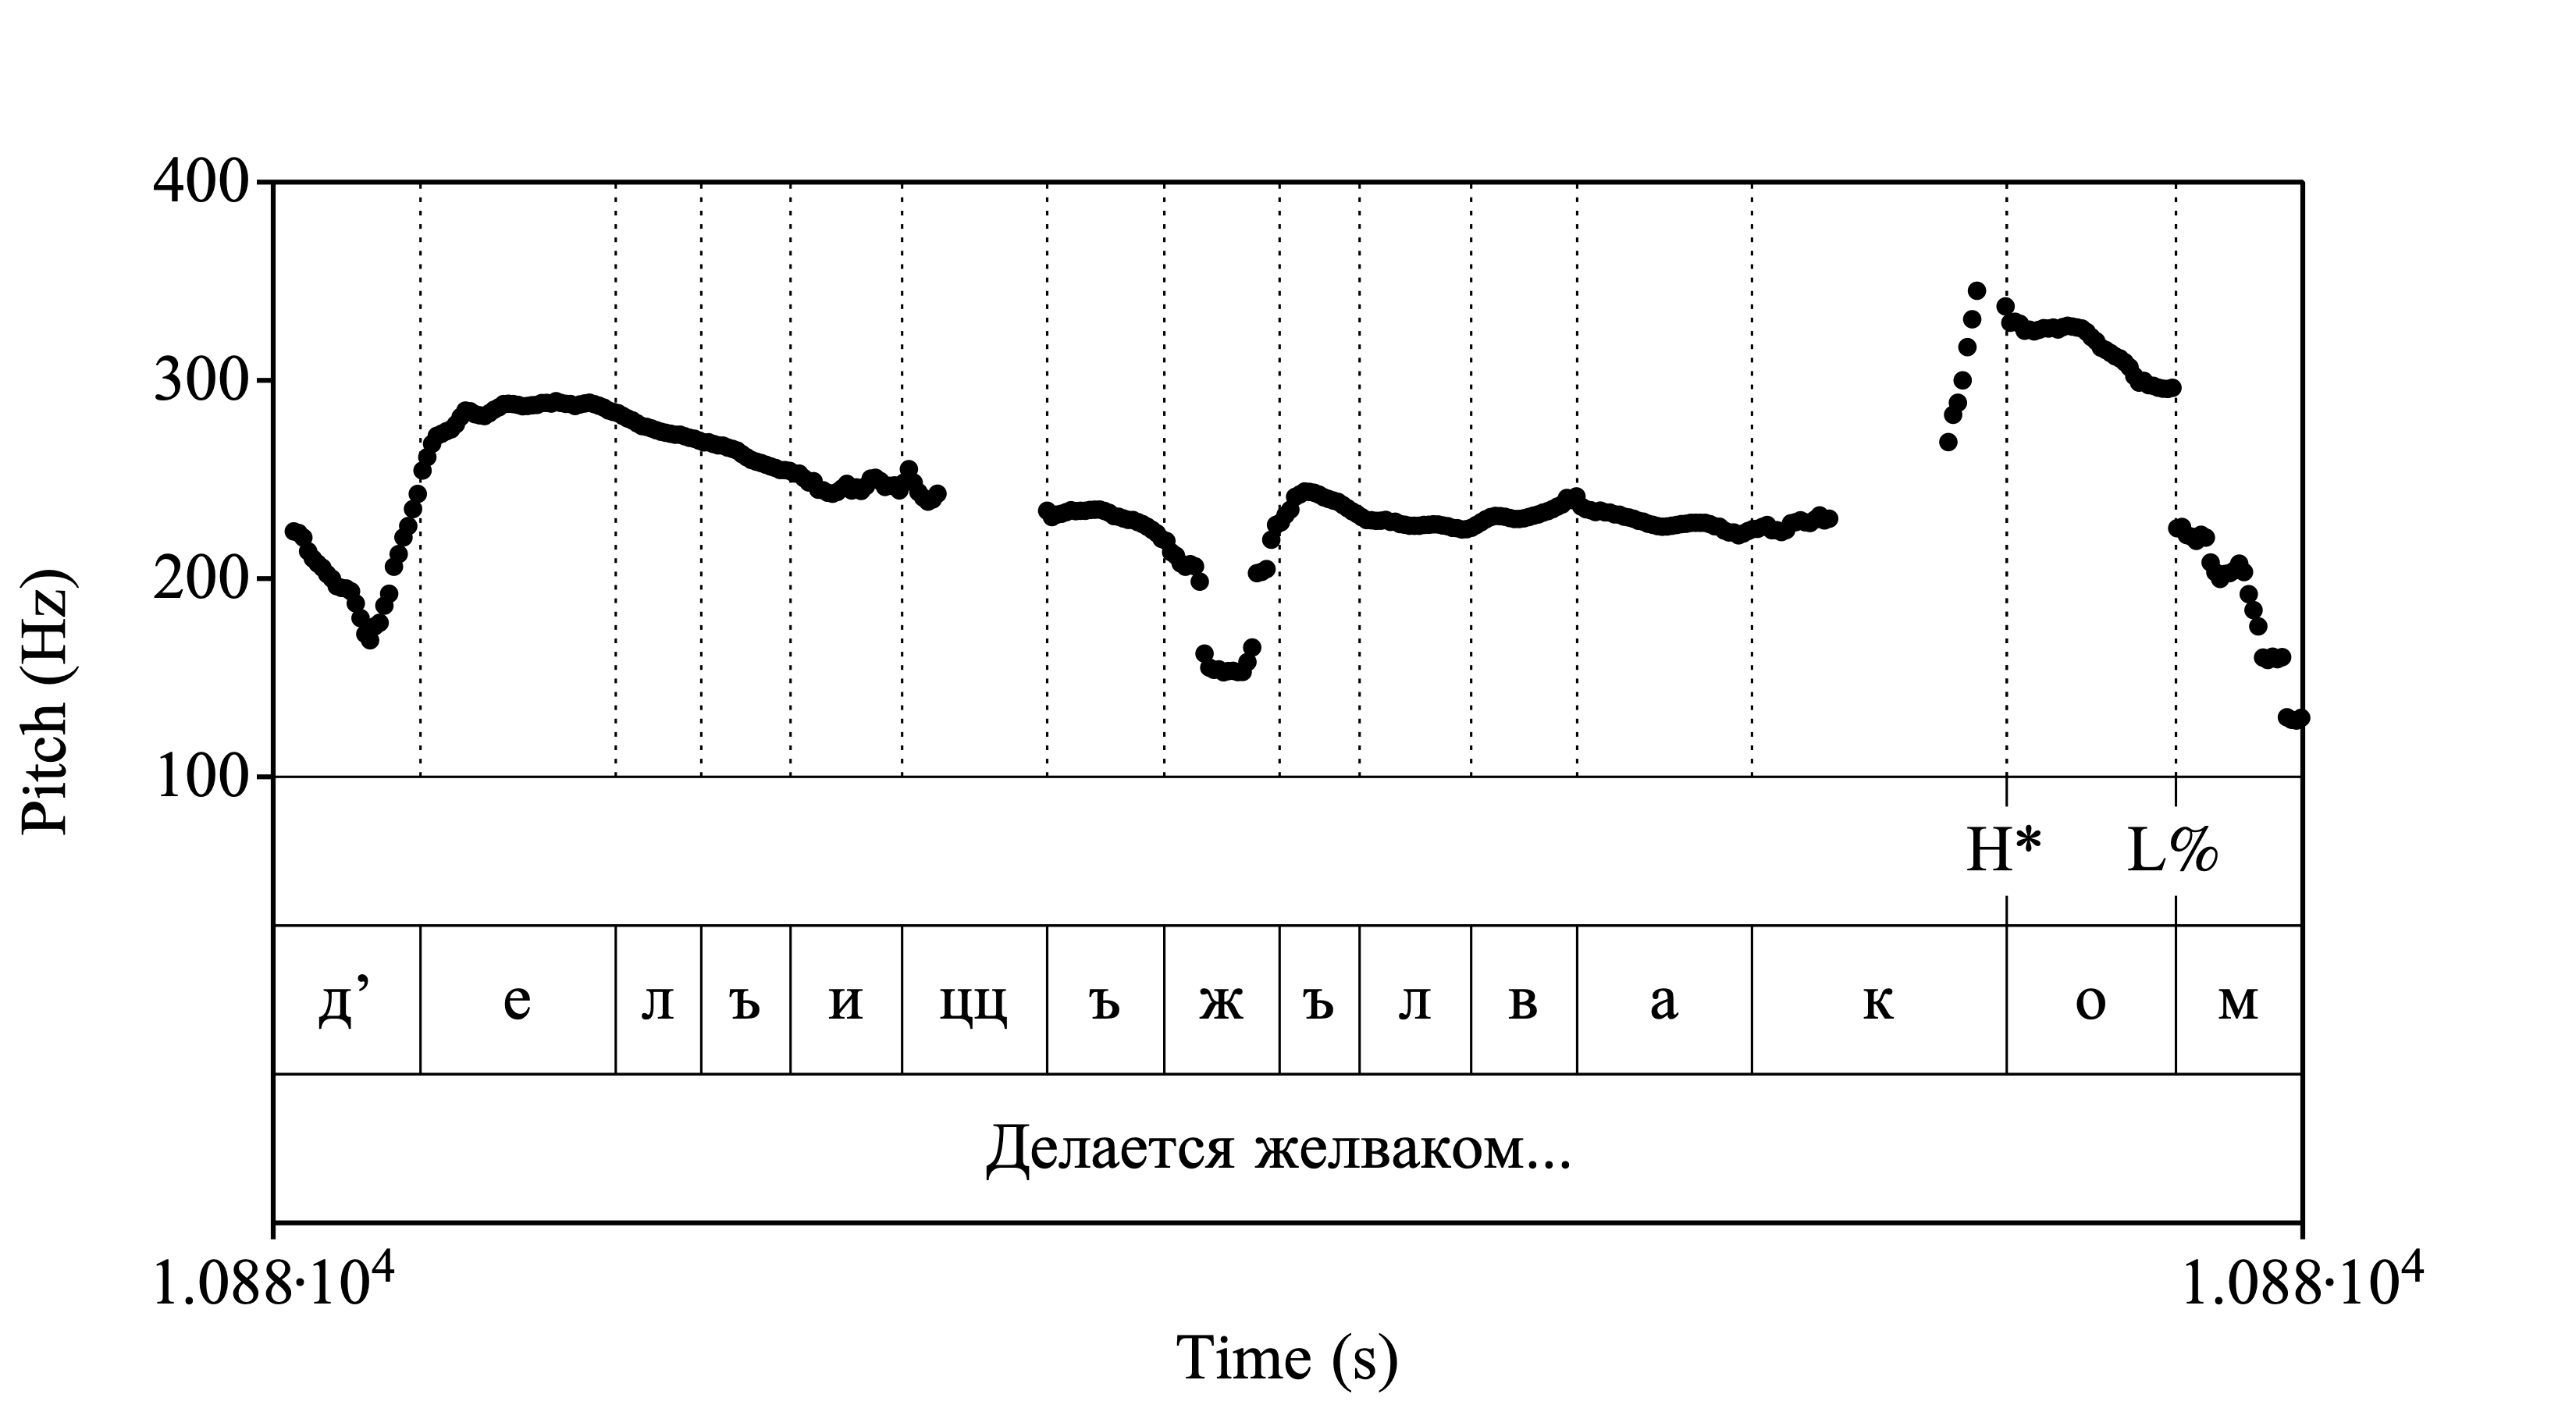 400
300
200
100
Pitch (Hz)
H* L%
д’ е л ъ и цц ъ ж ъ л в а к о м
Делается желваком...
1.088·10⁴ 1.088·10⁴
Time (s)